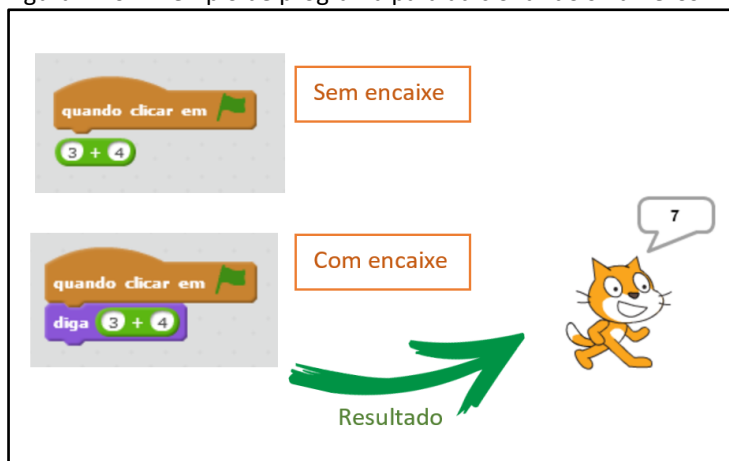 quando clicar em
3 + 4
Sem encaixe
quando clicar em
diga 3 + 4
Com encaixe
7
Resultado